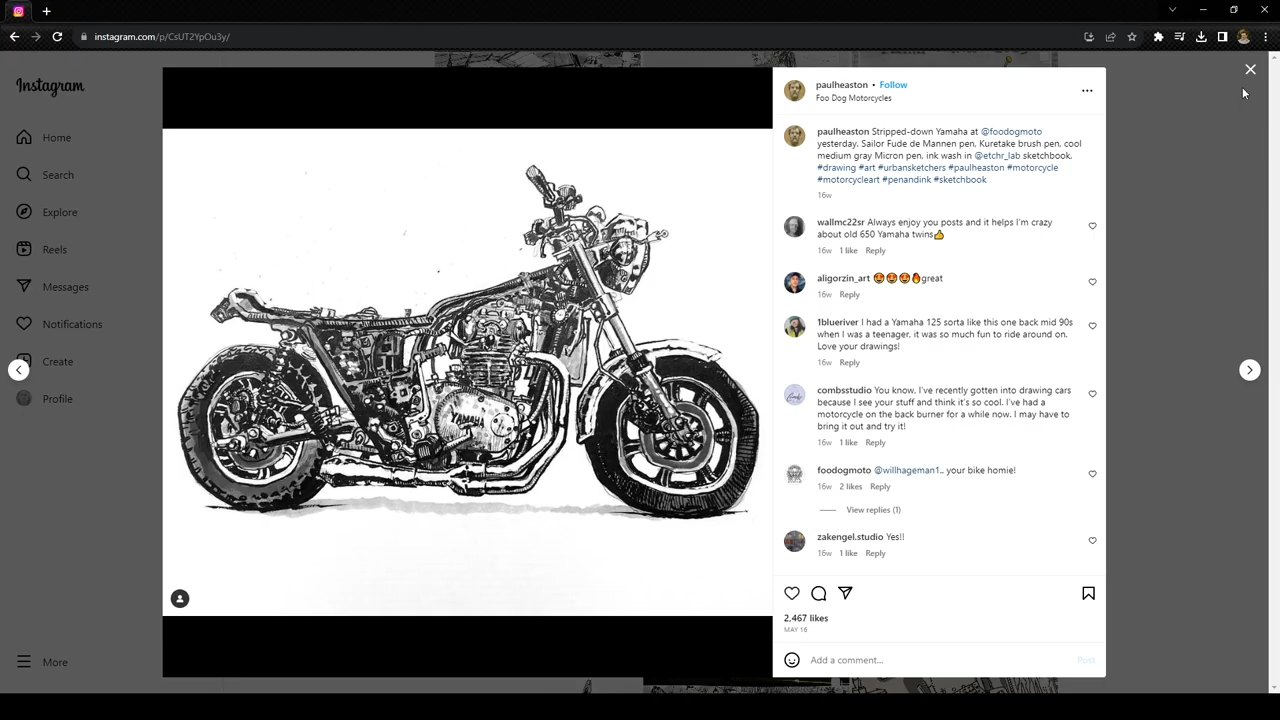 instagram.com/p/CsUT2YpOu3y/
Instagram
Home
Search
Explore
Reels
Messages
Notifications
Create
Profile
More
YAMAHA
paulheaston • Follow
Foo Dog Motorcycles
paulheaston Stripped-down Yamaha at @foodogmoto
yesterday. Sailor Fude de Mannen pen, Kuretake brush pen, cool
medium gray Micron pen, ink wash in @etchr_lab sketchbook.
#drawing #art #urbansketchers #paulheaston #motorcycle
#motorcycleart #penandink #sketchbook
16w
wallmc22sr Always enjoy you posts and it helps I'm crazy
about old 650 Yamaha twins👍
16w 1 like Reply
aligorzin_art 😍😍😍🔥great
16w Reply
1blueriver I had a Yamaha 125 sorta like this one back mid 90s
when I was a teenager, it was so much fun to ride around on.
Love your drawings!
16w Reply
combsstudio You know. I've recently gotten into drawing cars
because I see your stuff and think it's so cool. I've had a
motorcycle on the back burner for a while now. I may have to
bring it out and try it!
16w 1 like Reply
foodogmoto @willhageman1.. your bike homie!
16w 2 likes Reply
View replies (1)
zakengel.studio Yes!!
16w 1 like Reply
2,467 likes
MAY 16
Add a comment...
Post